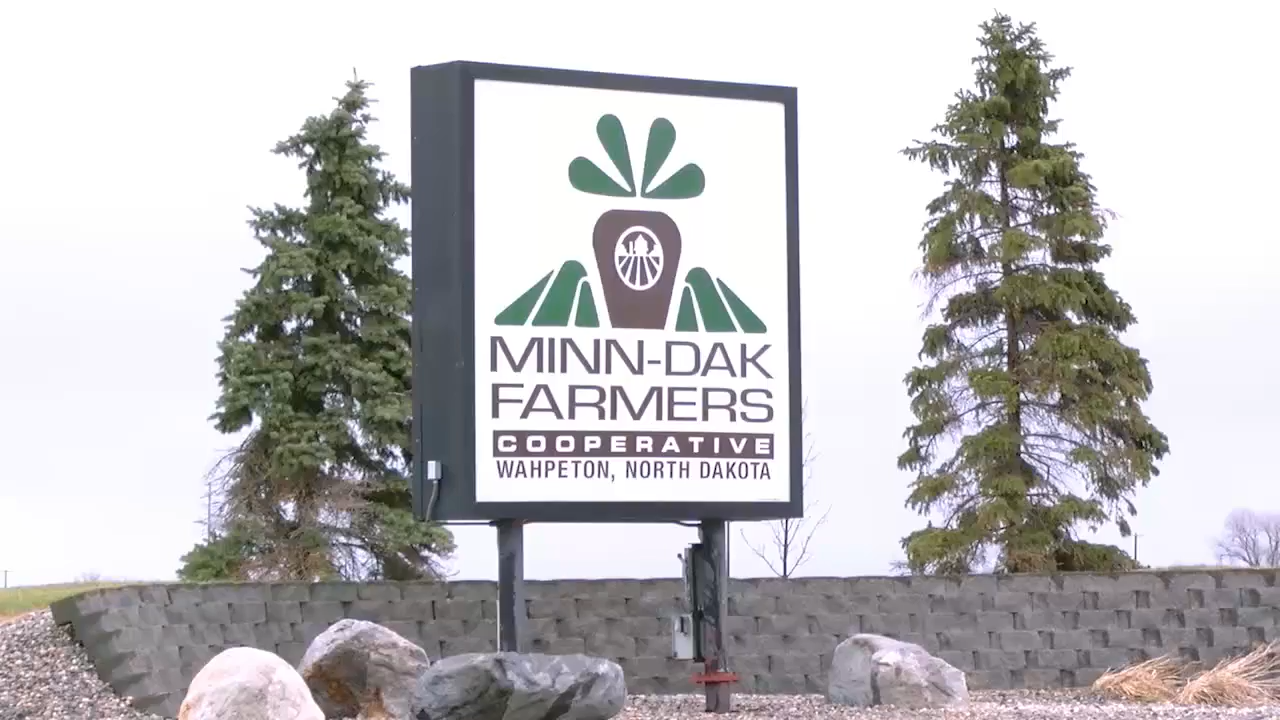 MINN-DAK
FARMERS
COOPERATIVE
WAHPETON, NORTH DAKOTA